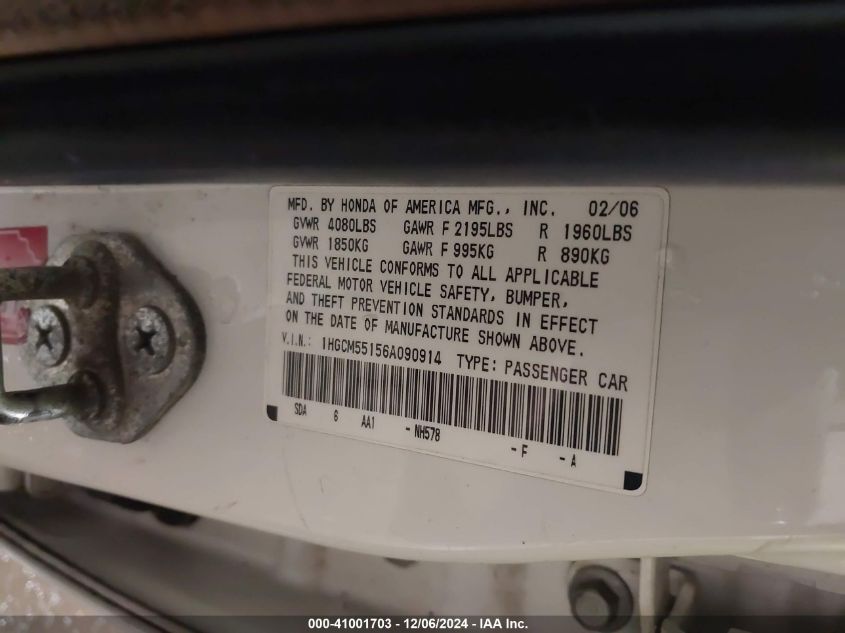 MFD. BY HONDA OF AMERICA MFG., INC. 02/06
GVWR 4080LBS GAWR F 2195LBS R 1960LBS
GVWR 1850KG GAWR F 995KG R 890KG
THIS VEHICLE CONFORMS TO ALL APPLICABLE
FEDERAL MOTOR VEHICLE SAFETY, BUMPER,
AND THEFT PREVENTION STANDARDS IN EFFECT
ON THE DATE OF MANUFACTURE SHOWN ABOVE.
V.I.N.: 1HGCM55156A090914 TYPE: PASSENGER CAR
SDA 6 AA1 - NH578 - F - A
000-41001703 - 12/06/2024 - IAA Inc.